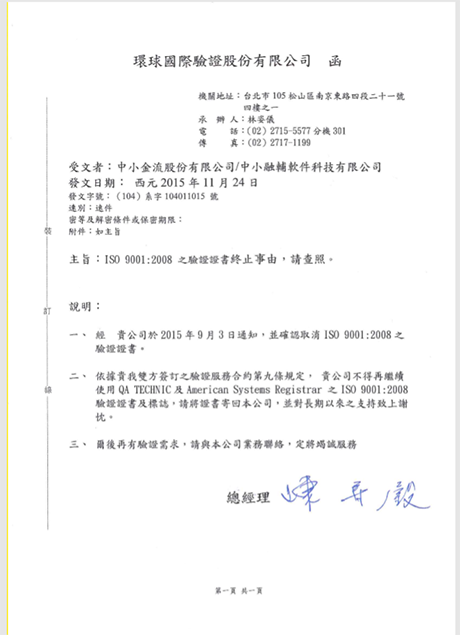 環球國際驗證股份有限公司　函
機關地址：台北市 105 松山區南京東路四段二十一號
四樓之一
承　辦　人：林姿儀
電　　話：(02) 2715-5577 分機 301
傳　　真：(02) 2717-1199
受文者：中小金流股份有限公司/中小融輔軟件科技有限公司
發文日期： 西元 2015 年 11 月 24 日
發文字號： (104) 系字 104011015 號
速別：速件
密等及解密條件或保密期限：
附件：如主旨
裝
主旨：ISO 9001:2008 之驗證證書終止事由，請查照。
訂
說明：
一、 經　貴公司於 2015 年 9 月 3 日通知，並確認取消 ISO 9001:2008 之
驗證證書。
二、 依據貴我雙方簽訂之驗證服務合約第九條規定， 貴公司不得再繼續
使用 QA TECHNIC 及 American Systems Registrar 之 ISO 9001:2008
線
驗證證書及標誌，請將證書寄回本公司，並對長期以來之支持致上謝
忱。
三、 爾後再有驗證需求，請與本公司業務聯絡，定將竭誠服務
總經理
第一頁 共一頁